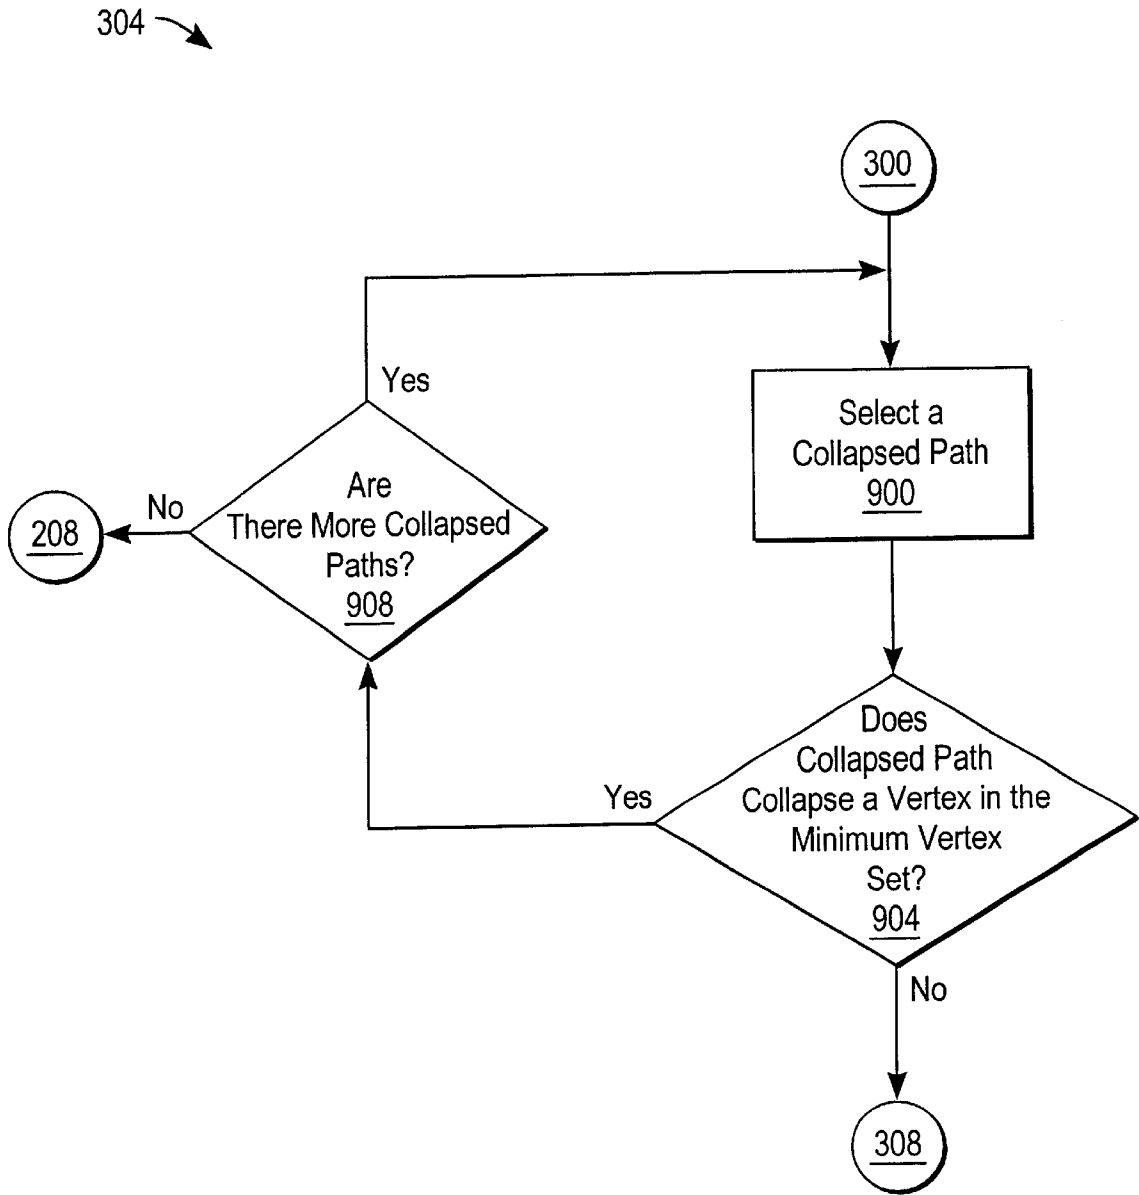 304
300
Yes
Select a
Collapsed Path
900
Are
There More Collapsed
Paths?
908
No
208
Does
Collapsed Path
Collapse a Vertex in the
Minimum Vertex
Set?
904
Yes
No
308